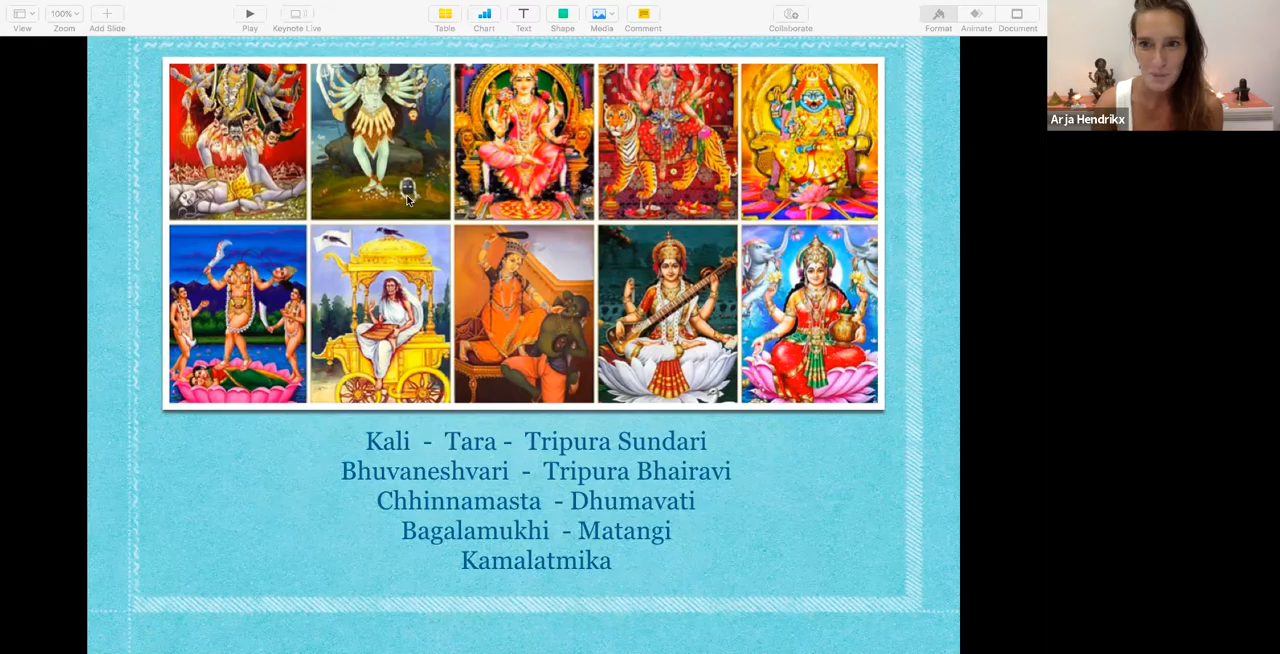 View
100%
Zoom
Add Slide
Play
Keynote Live
Table
Chart
Text
Shape
Media
Comment
Collaborate
Format
Animate
Document
Arja Hendrikx
Kali - Tara - Tripura Sundari
Bhuvaneshvari - Tripura Bhairavi
Chhinnamasta - Dhumavati
Bagalamukhi - Matangi
Kamalatmika